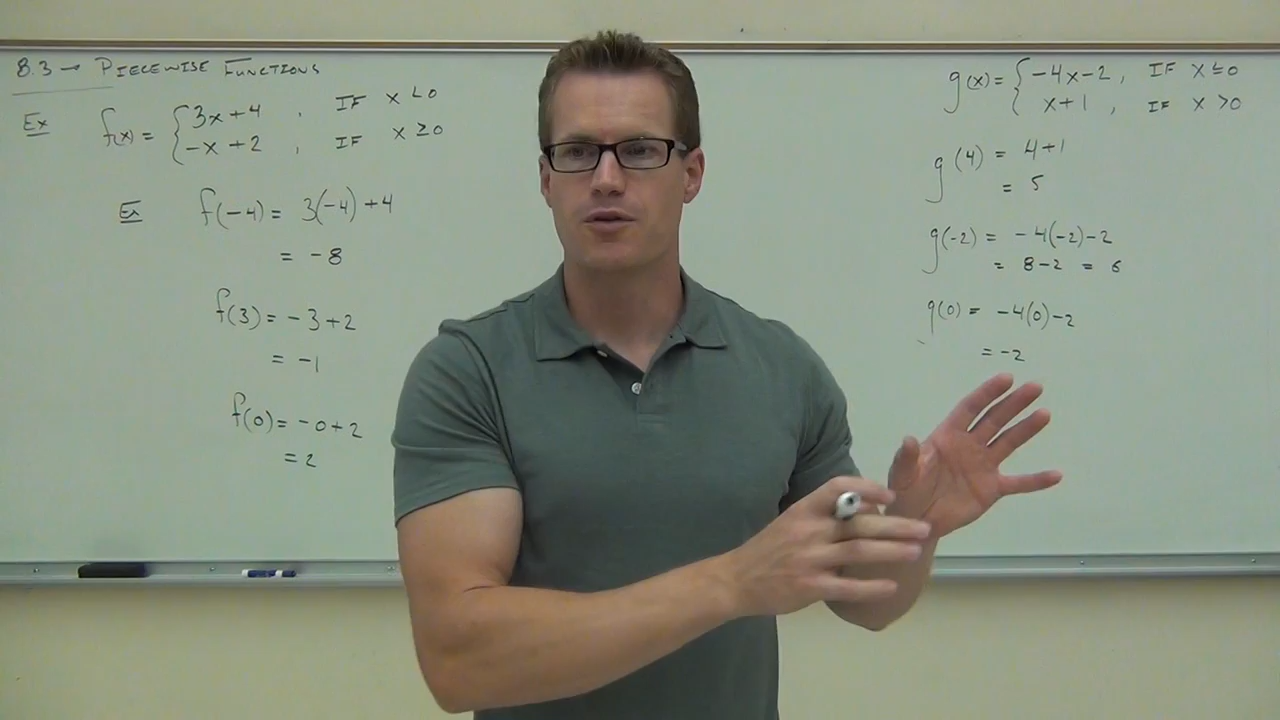 8.3 → PIECEWISE FUNCTIONS
Ex f(x) = { 3x + 4 , IF x < 0
-x + 2 , IF x ≥ 0
Ex f(-4) = 3(-4) + 4
= -8
f(3) = -3 + 2
= -1
f(0) = -0 + 2
= 2
g(x) = { -4x - 2 , IF x ≤ 0
x + 1 , IF x > 0
g(4) = 4 + 1
= 5
g(-2) = -4(-2) - 2
= 8 - 2 = 6
g(0) = -4(0) - 2
= -2